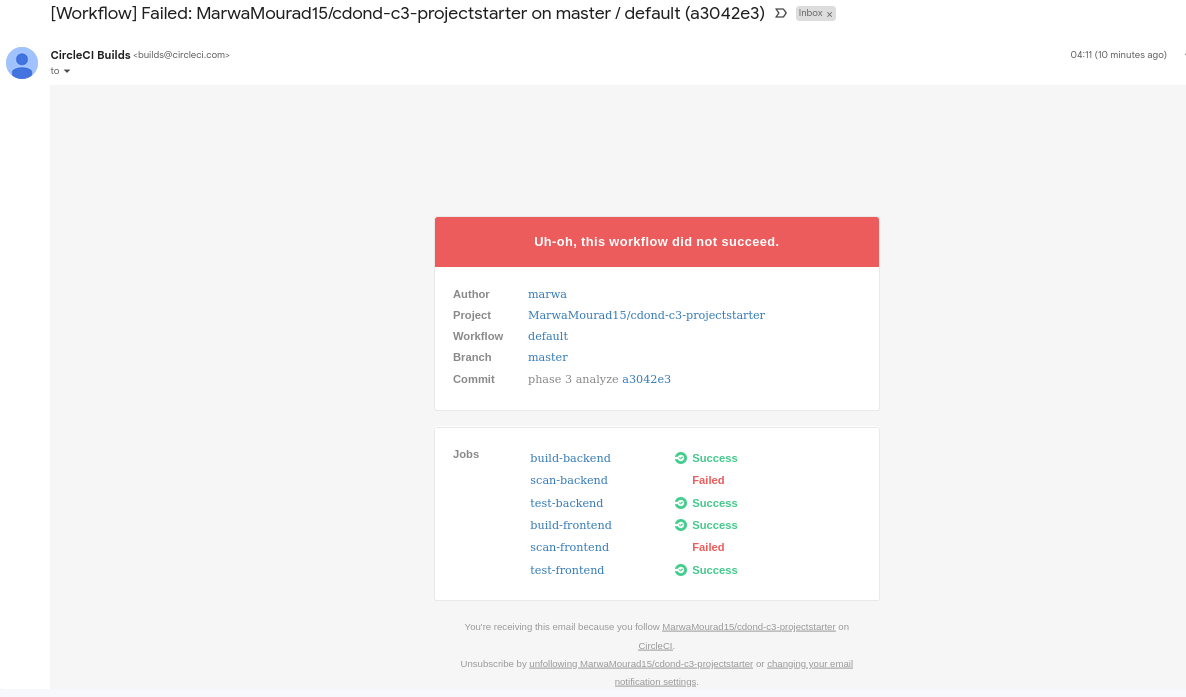 [Workflow] Failed: MarwaMourad15/cdond-c3-projectstarter on master / default (a3042e3) Inbox x
CircleCI Builds <builds@circleci.com> 04:11 (10 minutes ago)
to
Uh-oh, this workflow did not succeed.
Author marwa
Project MarwaMourad15/cdond-c3-projectstarter
Workflow default
Branch master
Commit phase 3 analyze a3042e3
Jobs
build-backend Success
scan-backend Failed
test-backend Success
build-frontend Success
scan-frontend Failed
test-frontend Success
You're receiving this email because you follow MarwaMourad15/cdond-c3-projectstarter on
CircleCI.
Unsubscribe by unfollowing MarwaMourad15/cdond-c3-projectstarter or changing your email
notification settings.